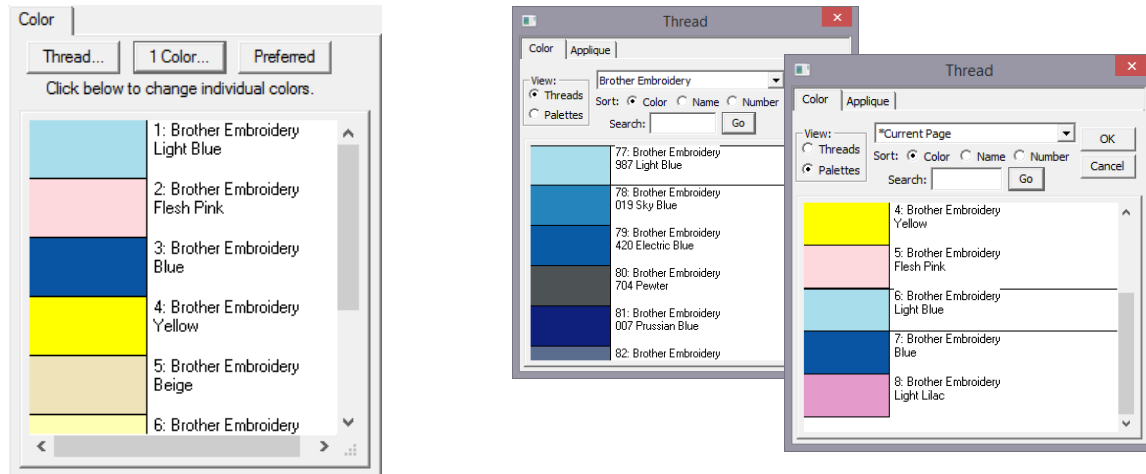 Color
Thread...
1 Color...
Preferred
Click below to change individual colors.
1: Brother Embroidery
Light Blue
2: Brother Embroidery
Flesh Pink
3: Brother Embroidery
Blue
4: Brother Embroidery
Yellow
5: Brother Embroidery
Beige
6: Brother Embroidery
Thread
Color
Applique
View:
Threads
Palettes
Brother Embroidery
Sort: Color Name Number
Search:
Go
77: Brother Embroidery
987 Light Blue
78: Brother Embroidery
019 Sky Blue
79: Brother Embroidery
420 Electric Blue
80: Brother Embroidery
704 Pewter
81: Brother Embroidery
007 Prussian Blue
82: Brother Embroidery
Thread
Color
Applique
View:
Threads
Palettes
*Current Page
Sort: Color Name Number
Search:
Go
OK
Cancel
4: Brother Embroidery
Yellow
5: Brother Embroidery
Flesh Pink
6: Brother Embroidery
Light Blue
7: Brother Embroidery
Blue
8: Brother Embroidery
Light Lilac